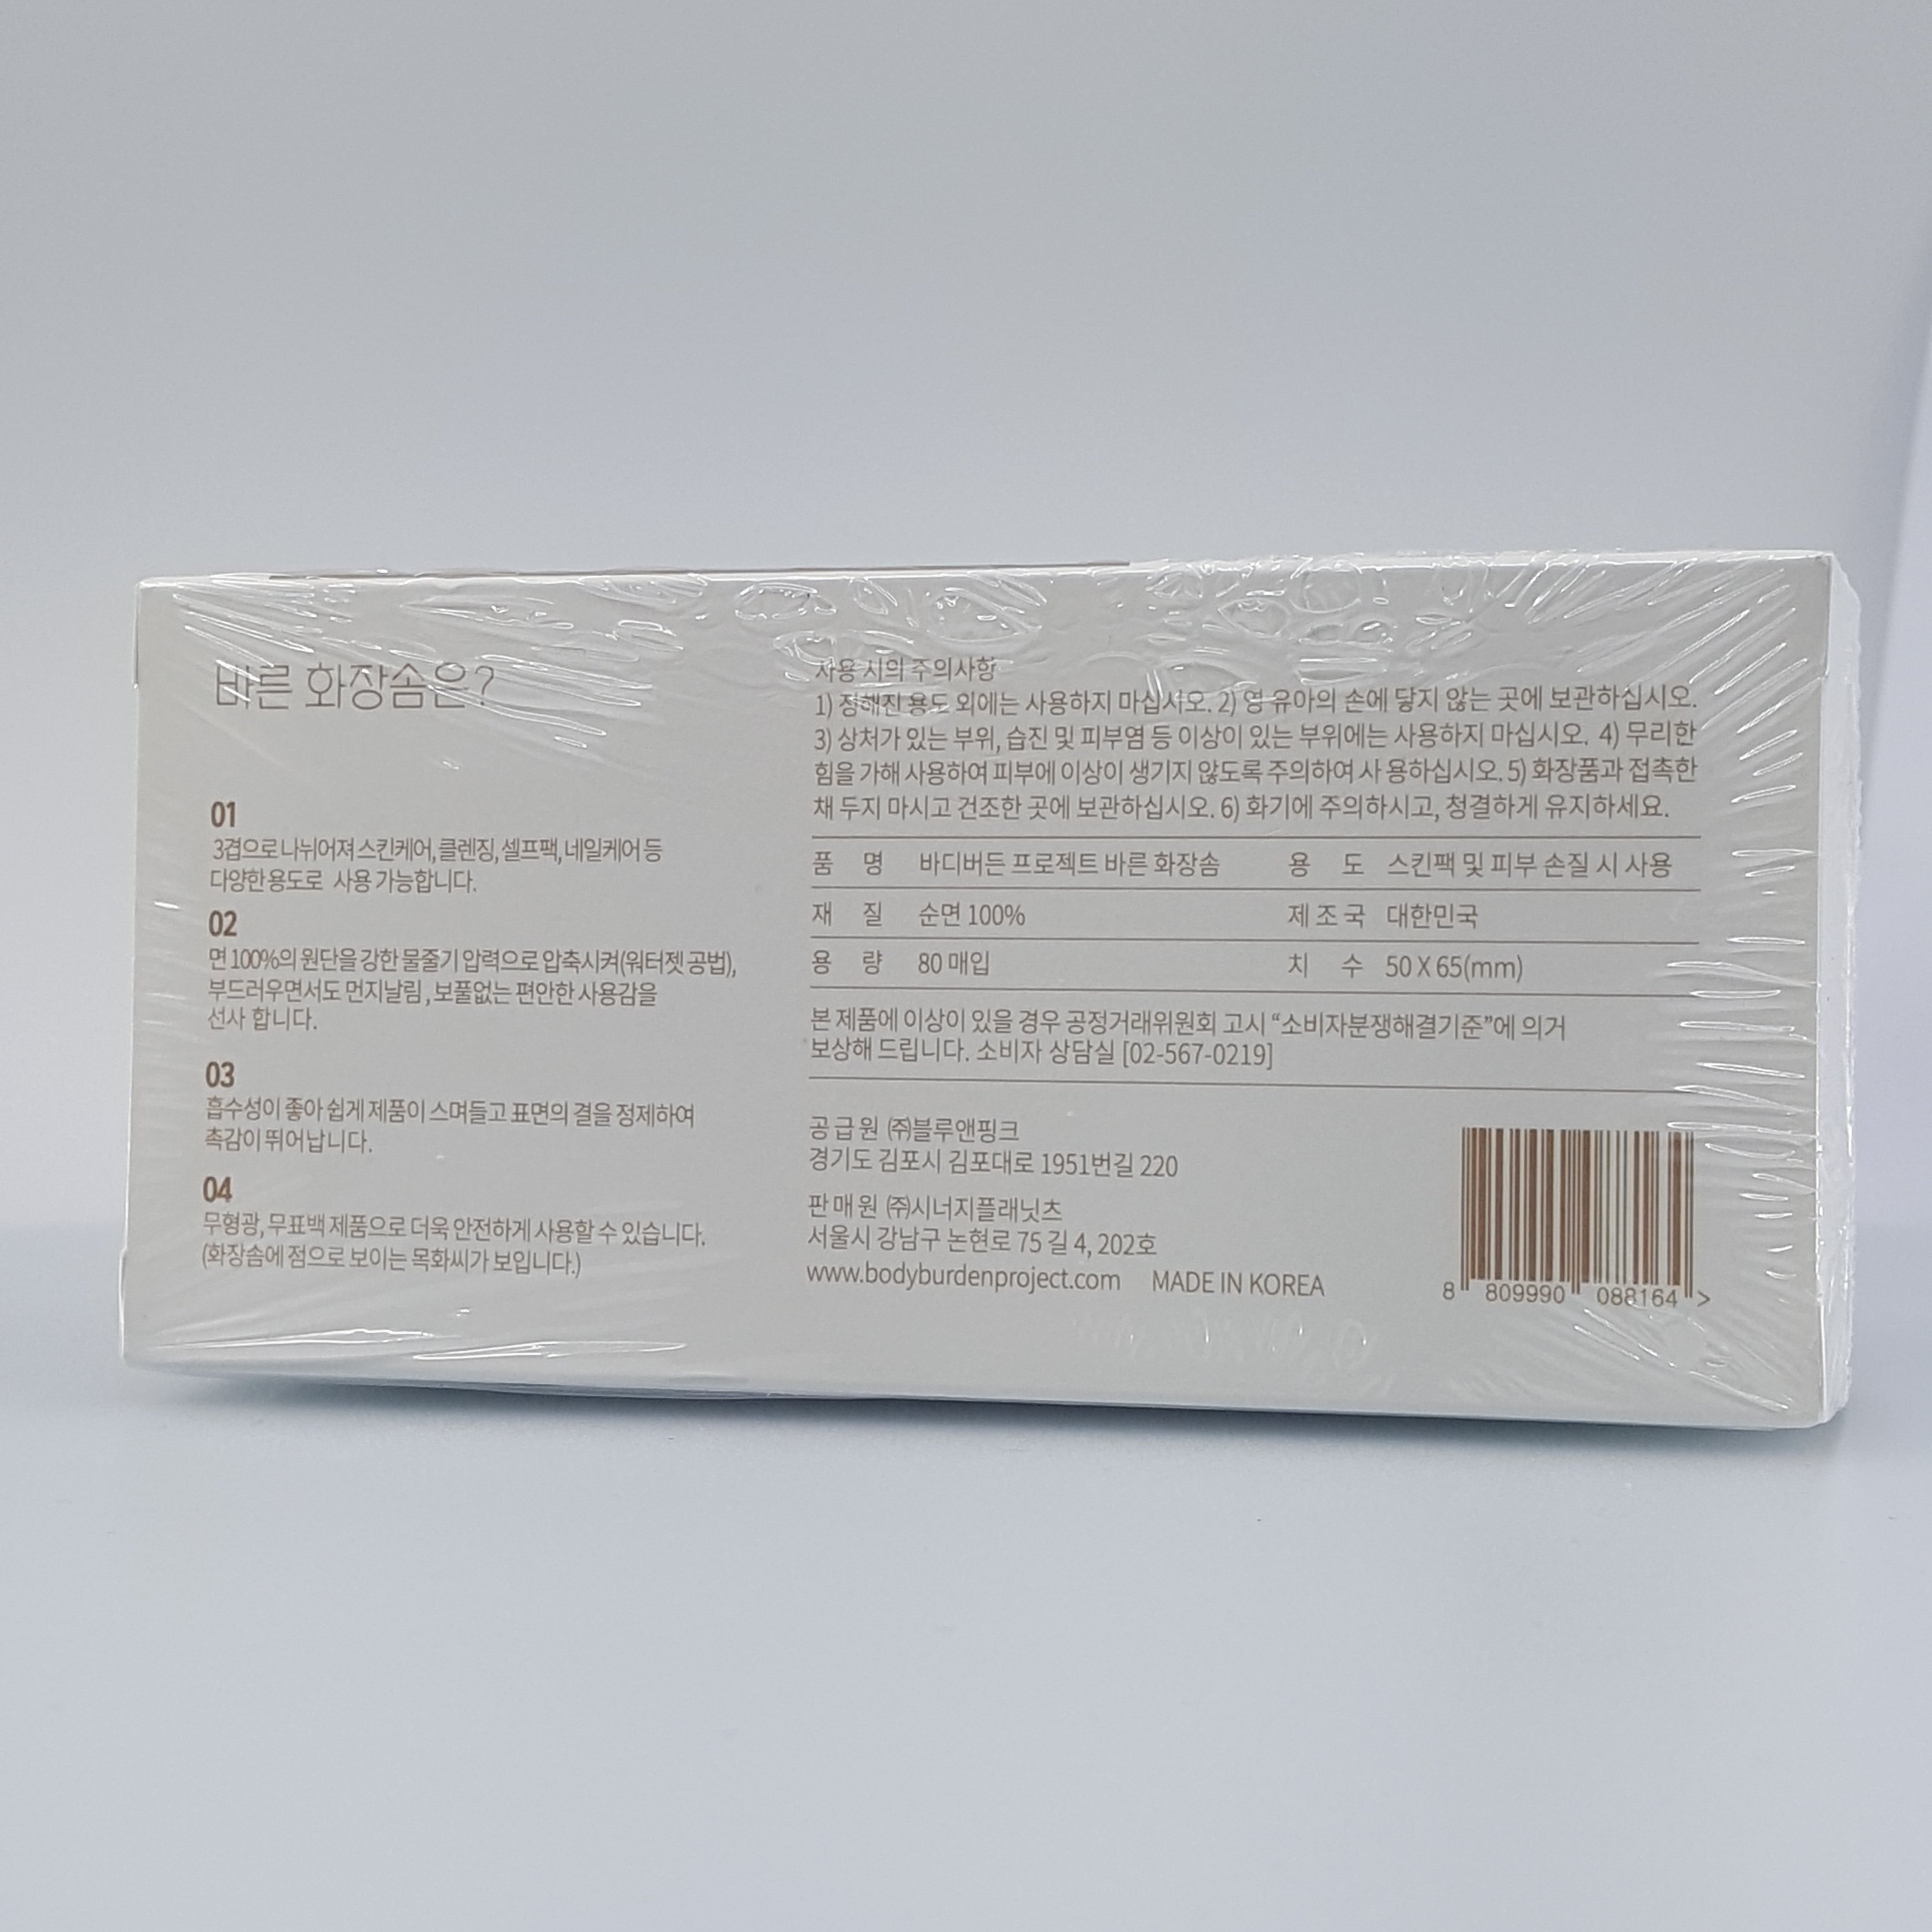 바른 화장솜은?
01
3겹으로 나뉘어져 스킨케어, 클렌징, 셀프팩, 네일케어 등
다양한 용도로 사용 가능합니다.
02
면 100%의 원단을 강한 물줄기 압력으로 압축시켜(워터젯 공법),
부드러우면서도 먼지날림, 보풀없는 편안한 사용감을
선사 합니다.
03
흡수성이 좋아 쉽게 제품이 스며들고 표면의 결을 정제하여
촉감이 뛰어납니다.
04
무형광, 무표백 제품으로 더욱 안전하게 사용할 수 있습니다.
(화장솜에 점으로 보이는 목화씨가 보입니다.)
사용 시의 주의사항
1) 정해진 용도 외에는 사용하지 마십시오. 2) 영 유아의 손에 닿지 않는 곳에 보관하십시오.
3) 상처가 있는 부위, 습진 및 피부염 등 이상이 있는 부위에는 사용하지 마십시오. 4) 무리한
힘을 가해 사용하여 피부에 이상이 생기지 않도록 주의하여 사 용하십시오. 5) 화장품과 접촉한
채 두지 마시고 건조한 곳에 보관하십시오. 6) 화기에 주의하시고, 청결하게 유지하세요.
품 명 바디버든 프로젝트 바른 화장솜 용 도 스킨팩 및 피부 손질 시 사용
재 질 순면 100% 제 조 국 대한민국
용 량 80 매입 치 수 50 X 65(mm)
본 제품에 이상이 있을 경우 공정거래위원회 고시 “소비자분쟁해결기준”에 의거
보상해 드립니다. 소비자 상담실 [02-567-0219]
공 급 원 ㈜블루앤핑크
경기도 김포시 김포대로 1951번길 220
판 매 원 ㈜시너지플래닛츠
서울시 강남구 논현로 75 길 4, 202호
www.bodyburdenproject.com MADE IN KOREA
8 809990 088164 >